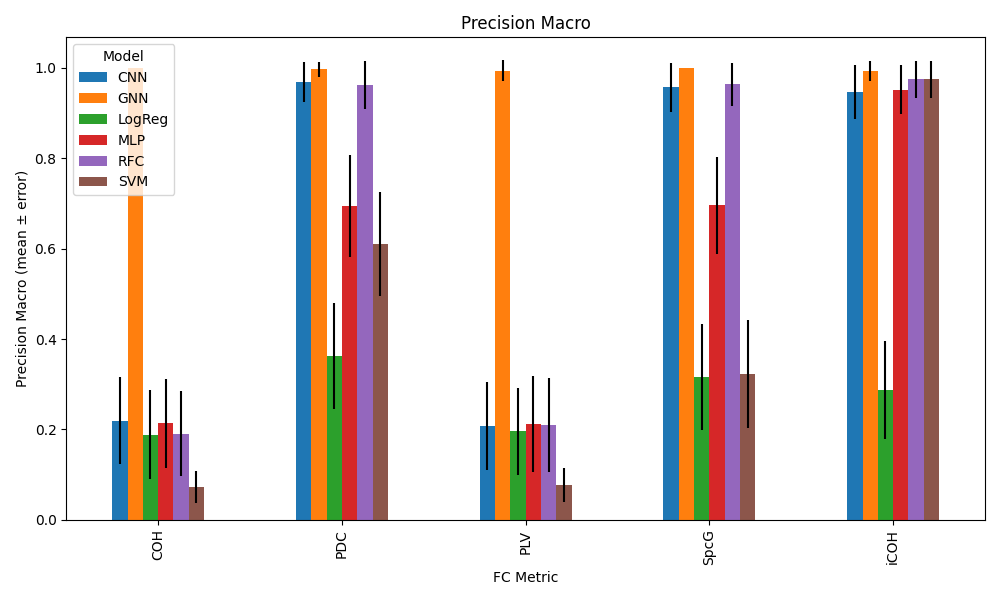 Precision Macro
Precision Macro (mean ± error)
1.0
0.8
0.6
0.4
0.2
0.0
Model
CNN
GNN
LogReg
MLP
RFC
SVM
COH
PDC
PLV
SpcG
iCOH
FC Metric